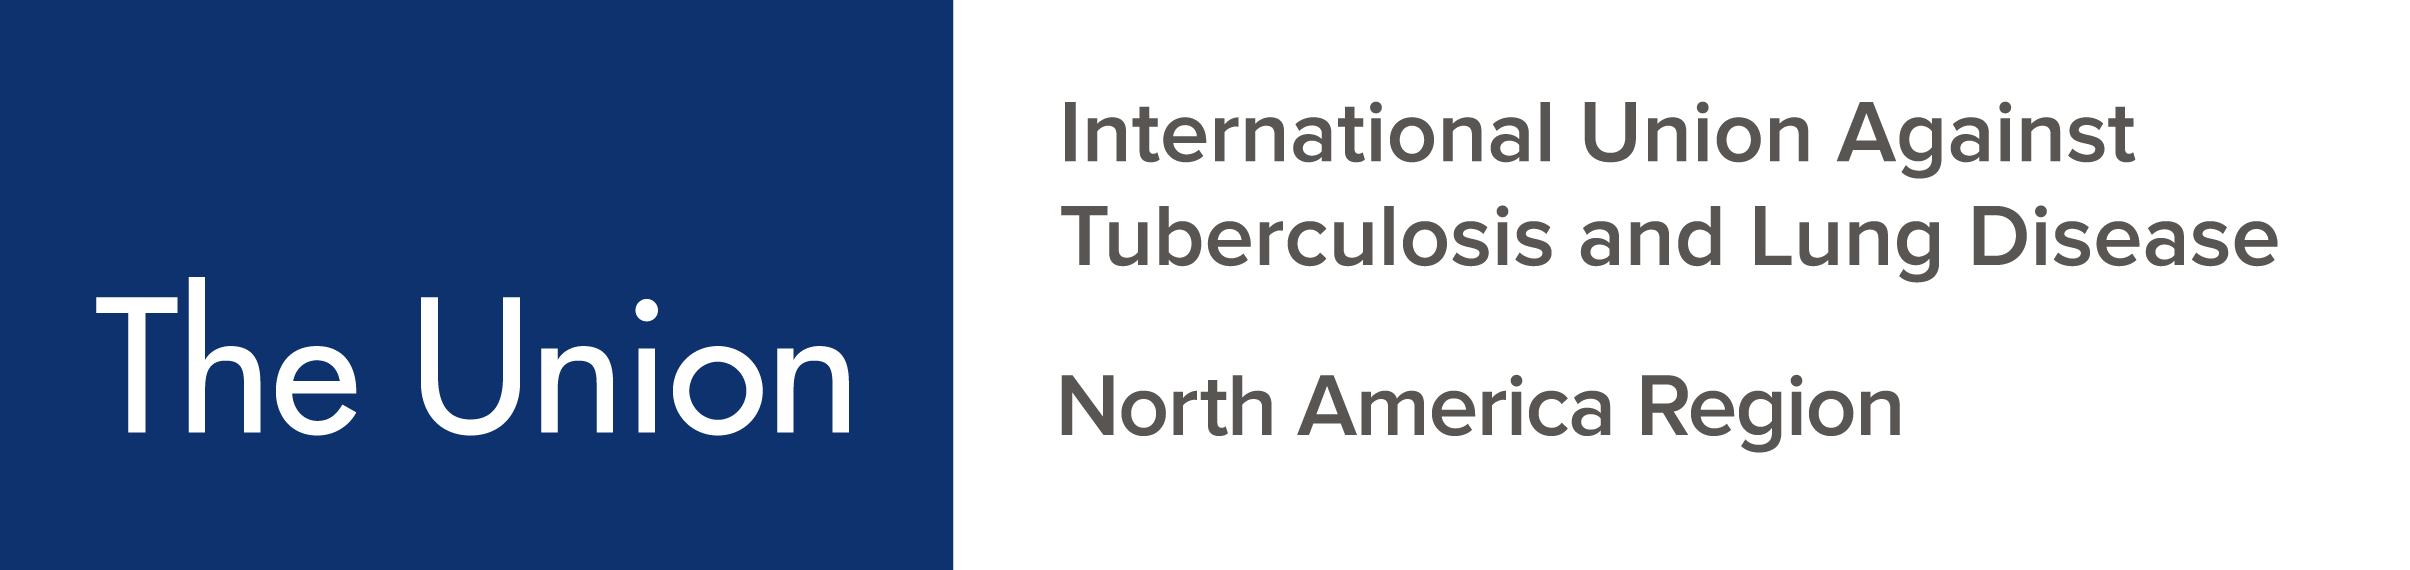 The Union
International Union Against
Tuberculosis and Lung Disease
North America Region